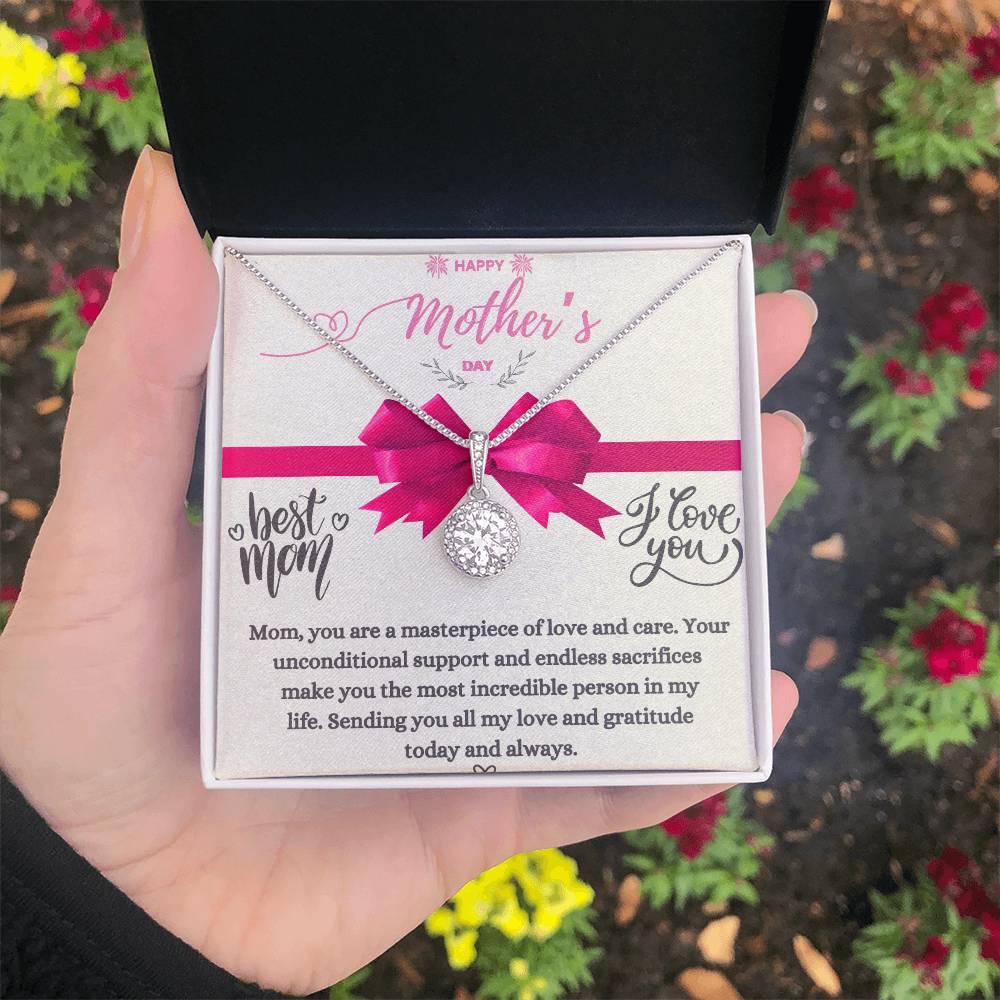 HAPPY
Mother's
DAY
best
mom
I love
you
Mom, you are a masterpiece of love and care. Your
unconditional support and endless sacrifices
make you the most incredible person in my
life. Sending you all my love and gratitude
today and always.